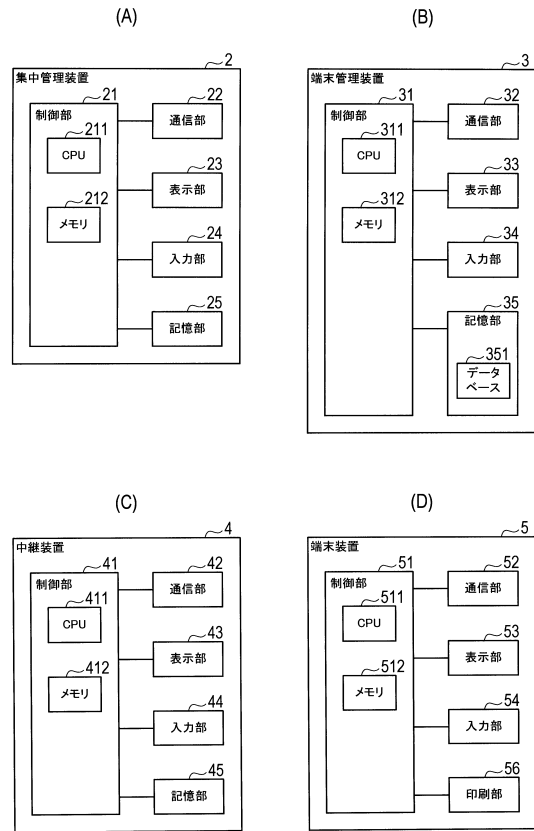 (A)
2
集中管理装置
21
制御部
211
CPU
212
メモリ
22
通信部
23
表示部
24
入力部
25
記憶部
(B)
3
端末管理装置
31
制御部
311
CPU
312
メモリ
32
通信部
33
表示部
34
入力部
35
記憶部
351
データ
ベース
(C)
4
中継装置
41
制御部
411
CPU
412
メモリ
42
通信部
43
表示部
44
入力部
45
記憶部
(D)
5
端末装置
51
制御部
511
CPU
512
メモリ
52
通信部
53
表示部
54
入力部
56
印刷部